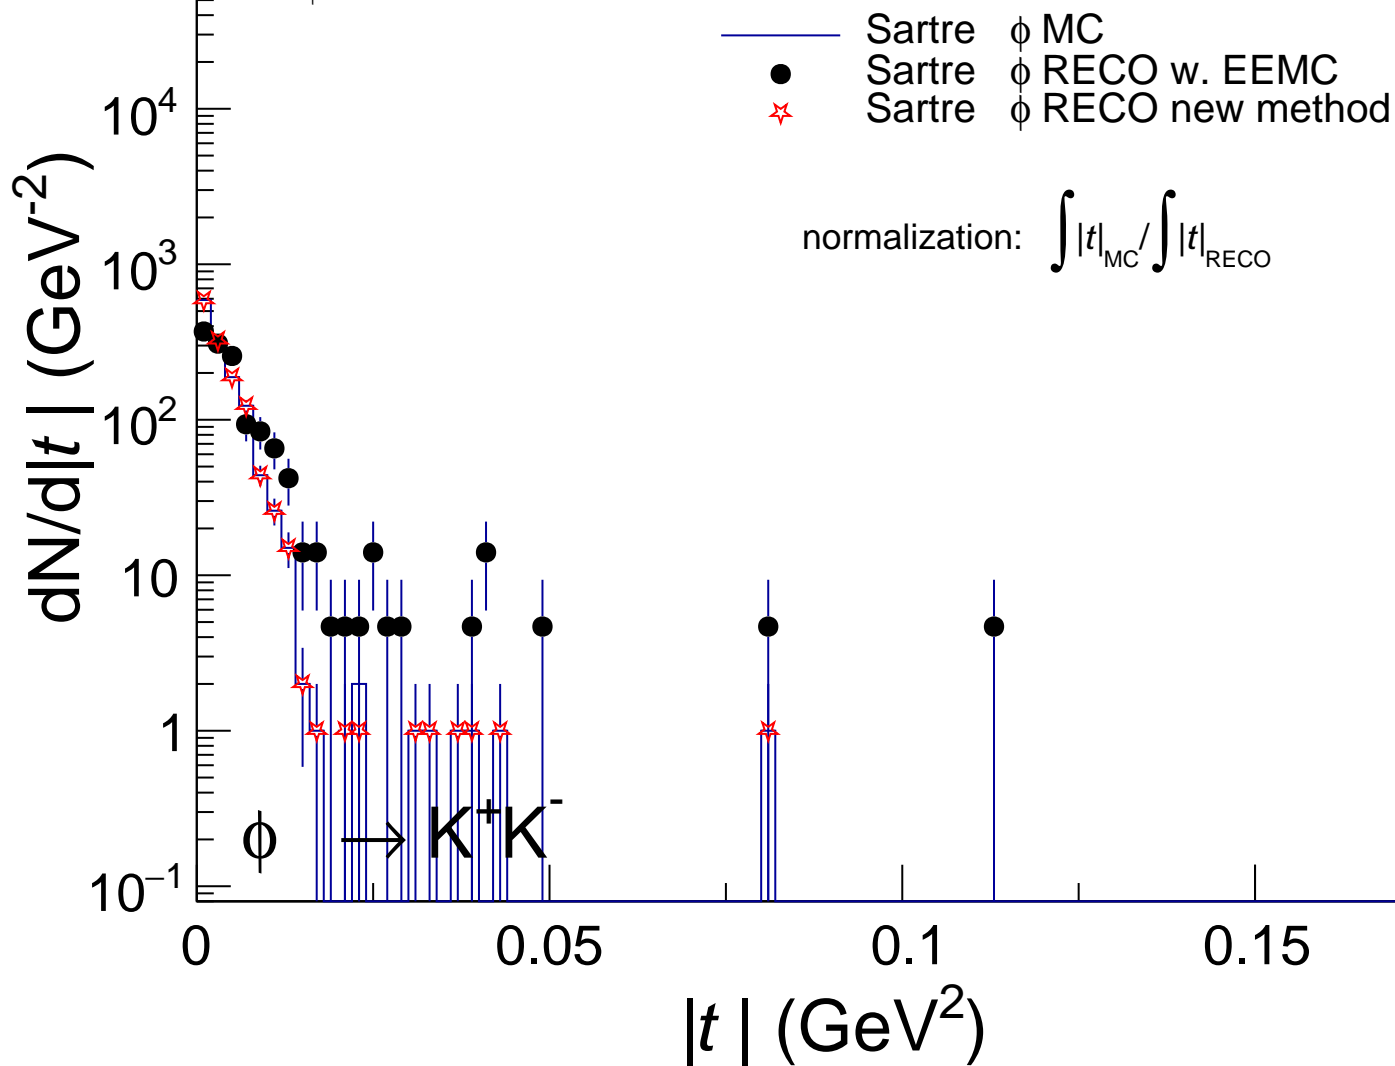 Sartre φ MC
Sartre φ RECO w. EEMC
Sartre φ RECO new method
normalization: ∫|t|MC/∫|t|RECO
dN/d|t | (GeV⁻²)
10⁴
10³
10²
10
1
10⁻¹
φ → K⁺K⁻
0 0.05 0.1 0.15
|t | (GeV²)